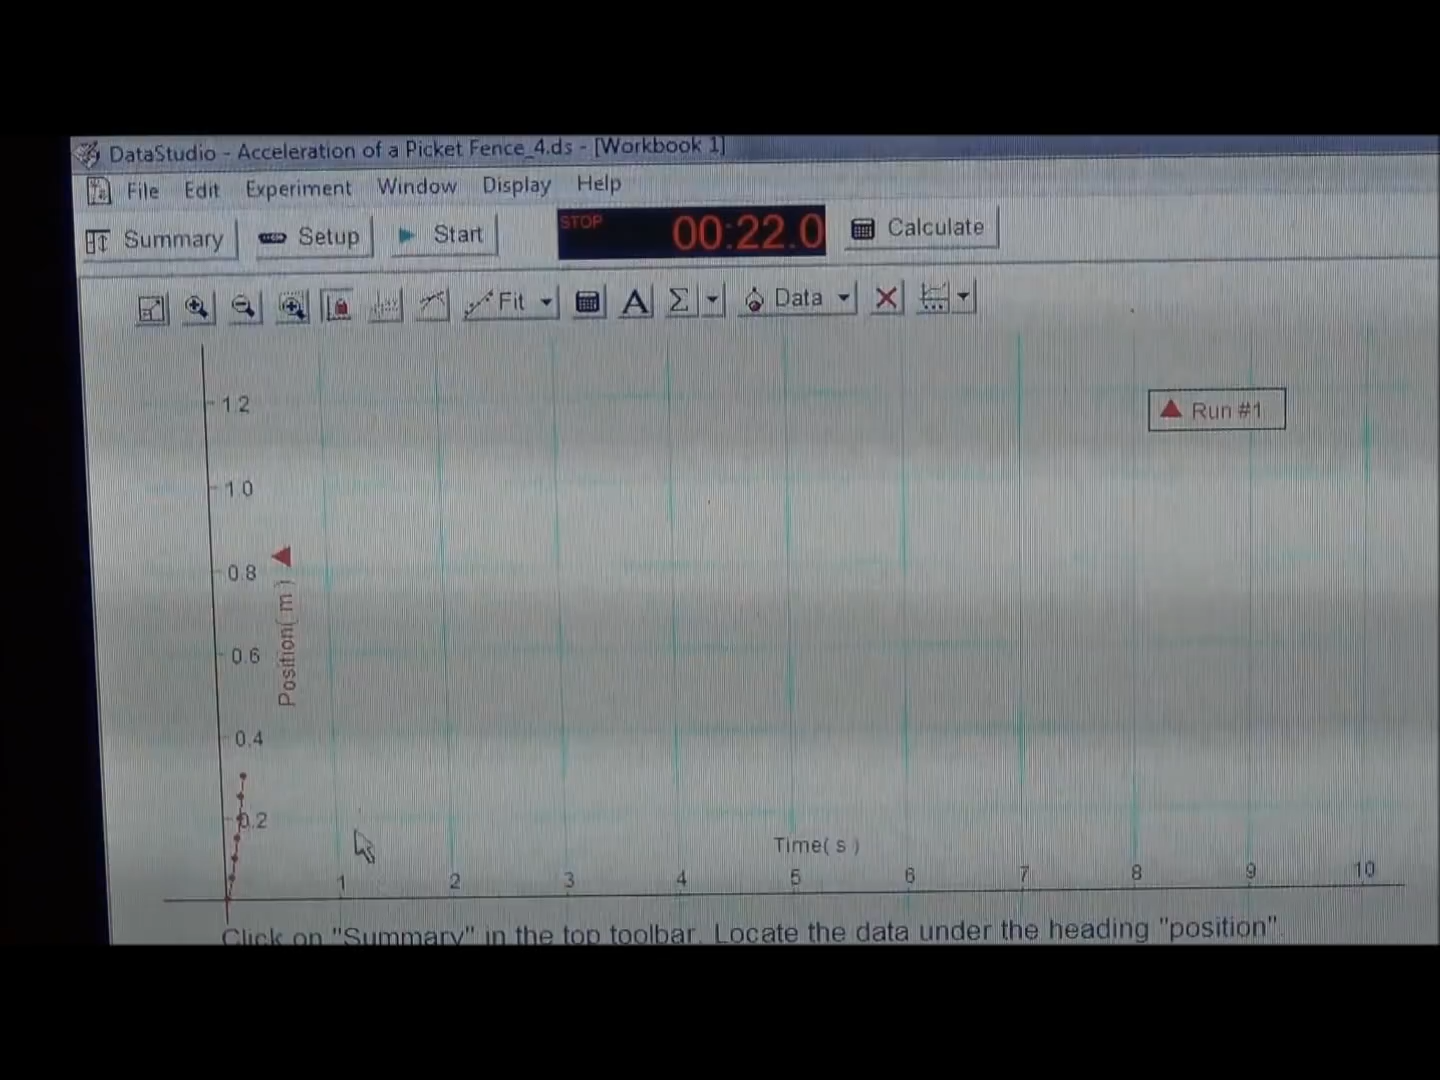 DataStudio - Acceleration of a Picket Fence_4.ds - [Workbook 1]
File Edit Experiment Window Display Help
Summary Setup Start STOP 00:22.0 Calculate
Fit A Σ Data
1.2
Run #1
1.0
0.8
Position( m )
0.6
0.4
0.2
Time( s )
1 2 3 4 5 6 7 8 9 10
Click on "Summary" in the top toolbar. Locate the data under the heading "position".